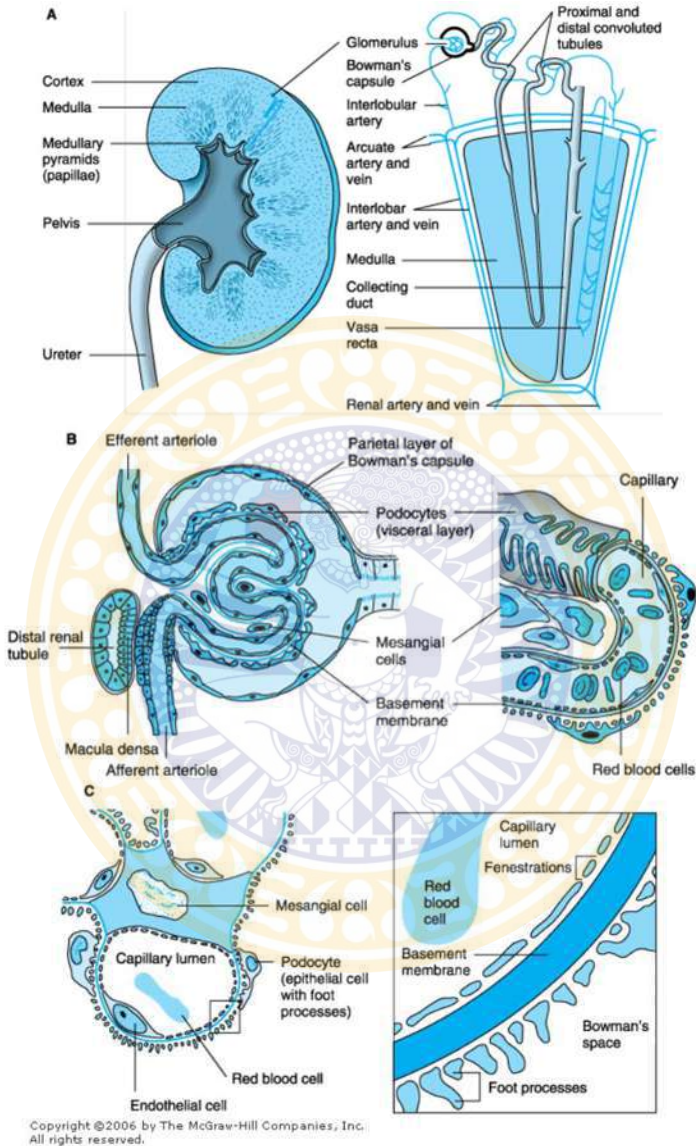 A
Cortex
Medulla
Medullary
pyramids
(papillae)
Pelvis
Ureter
Glomerulus
Bowman's
capsule
Interlobular
artery
Arcuate
artery and
vein
Interlobar
artery and vein
Medulla
Collecting
duct
Vasa
recta
Renal artery and vein
Proximal and
distal convoluted
tubules
B
Efferent arteriole
Distal renal
tubule
Macula densa
Afferent arteriole
Parietal layer of
Bowman's capsule
Podocytes
(visceral layer)
Mesangial
cells
Basement
membrane
Capillary
Red blood cells
C
Mesangial cell
Capillary lumen
Podocyte
(epithelial cell
with foot
processes)
Red blood cell
Endothelial cell
Capillary
lumen
Fenestrations
Red
blood
cell
Basement
membrane
Bowman's
space
Foot processes
Copyright ©2006 by The McGraw-Hill Companies, Inc.
All rights reserved.